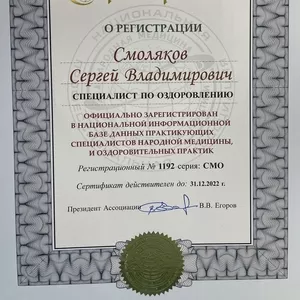 О РЕГИСТРАЦИИ
Смоляков
Сергей Владимирович
СПЕЦИАЛИСТ ПО ОЗДОРОВЛЕНИЮ
ОФИЦИАЛЬНО ЗАРЕГИСТРИРОВАН
В НАЦИОНАЛЬНОЙ ИНФОРМАЦИОННОЙ
БАЗЕ ДАННЫХ ПРАКТИКУЮЩИХ
СПЕЦИАЛИСТОВ НАРОДНОЙ МЕДИЦИНЫ,
И ОЗДОРОВИТЕЛЬНЫХ ПРАКТИК
Регистрационный № 1192 серия: СМО
Сертификат действителен до: 31.12.2022 г.
Президент Ассоциации В.В. Егоров